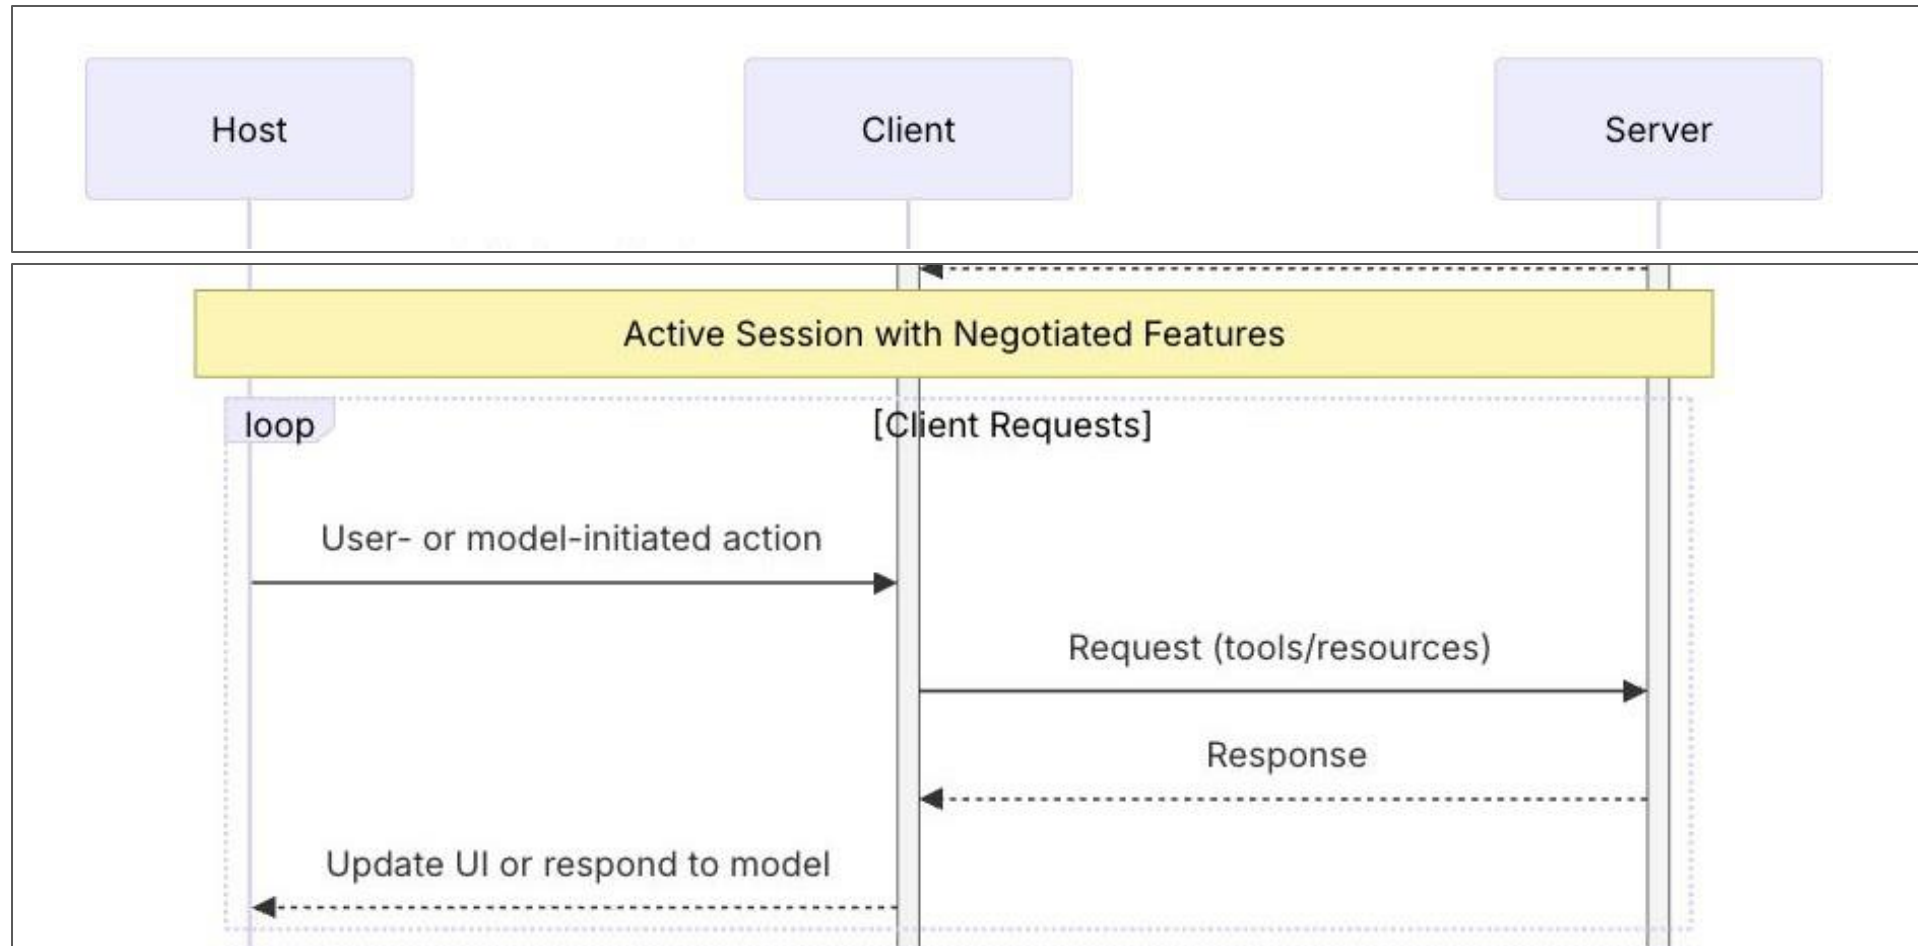 Host
Client
Server
Active Session with Negotiated Features
loop
[Client Requests]
User- or model-initiated action
Request (tools/resources)
Response
Update UI or respond to model